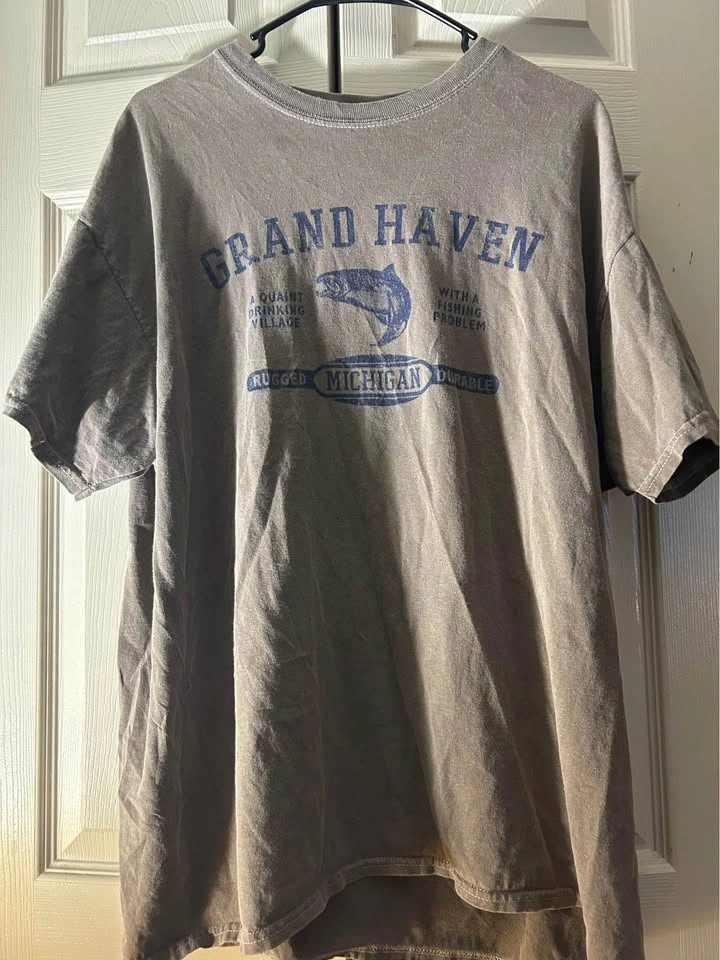 GRAND HAVEN
A QUAINT
DRINKING
VILLAGE
WITH A
FISHING
PROBLEM
RUGGED MICHIGAN DURABLE